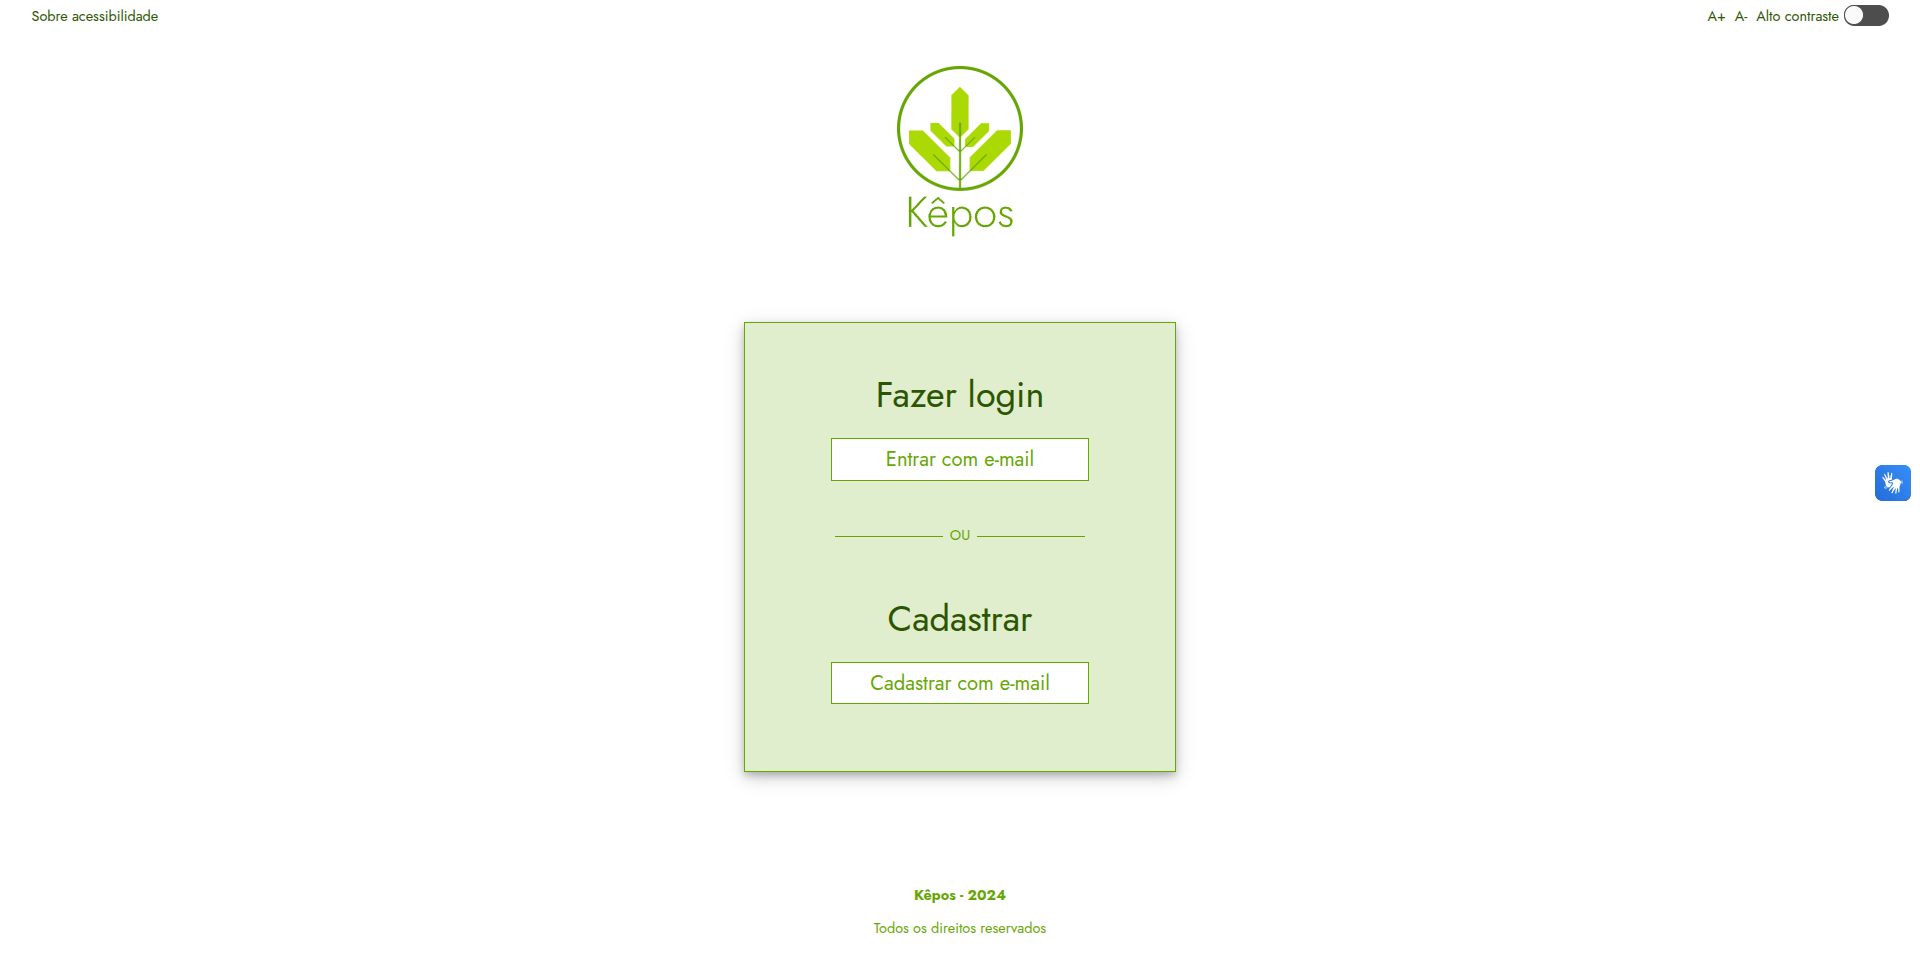 Sobre acessibilidade
A+ A- Alto contraste
Kêpos
Fazer login
Entrar com e-mail
OU
Cadastrar
Cadastrar com e-mail
Kêpos - 2024
Todos os direitos reservados